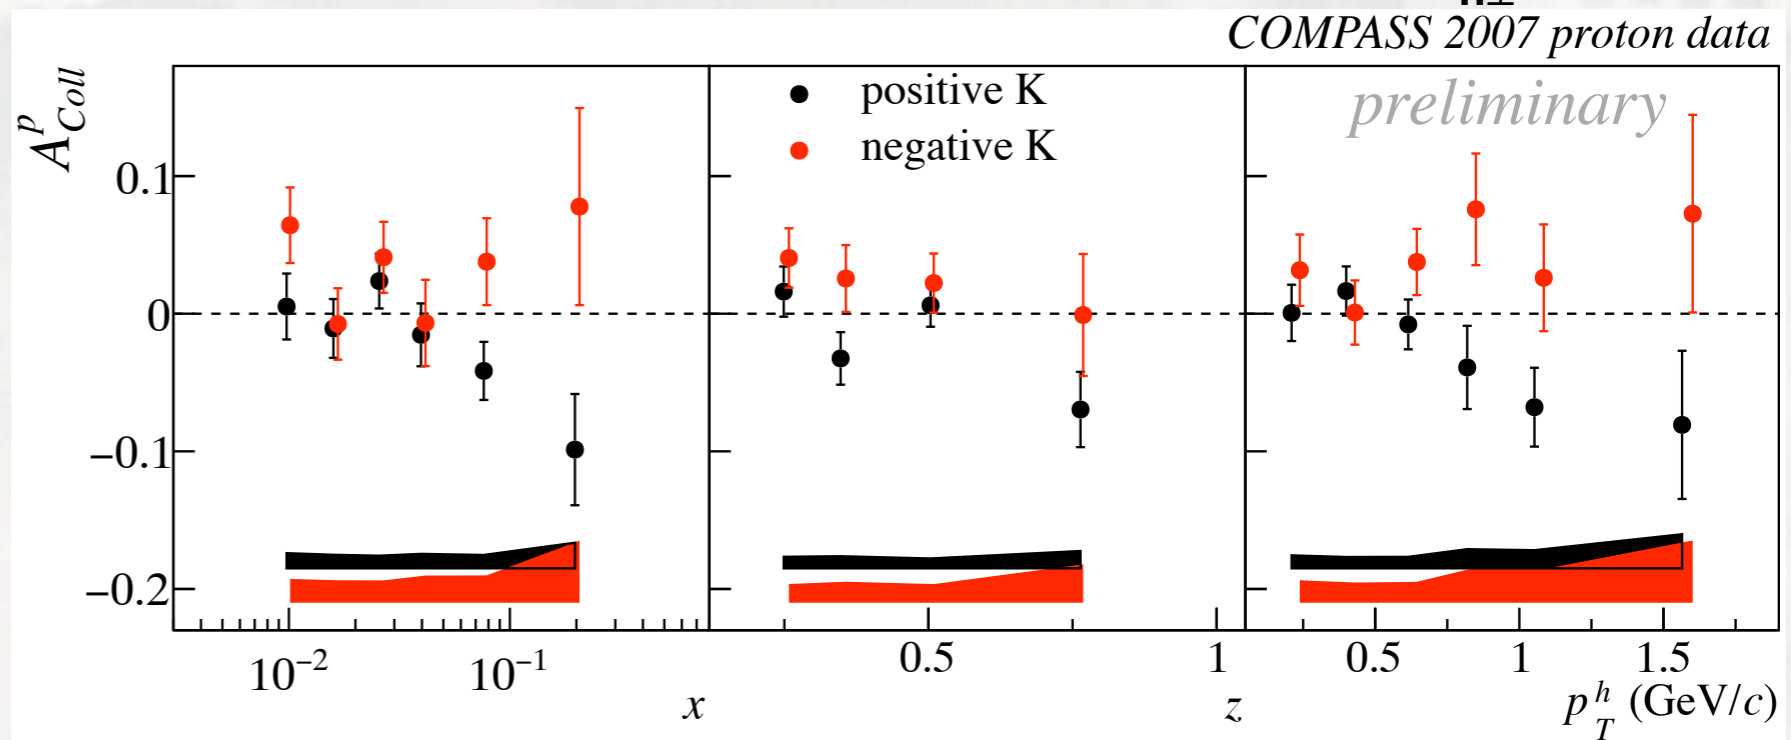 COMPASS 2007 proton data
preliminary
positive K
negative K
A^p_Coll
0.1
0
−0.1
−0.2
10⁻² 10⁻¹
x
0.5 1
z
0.5 1 1.5
p_T^h (GeV/c)